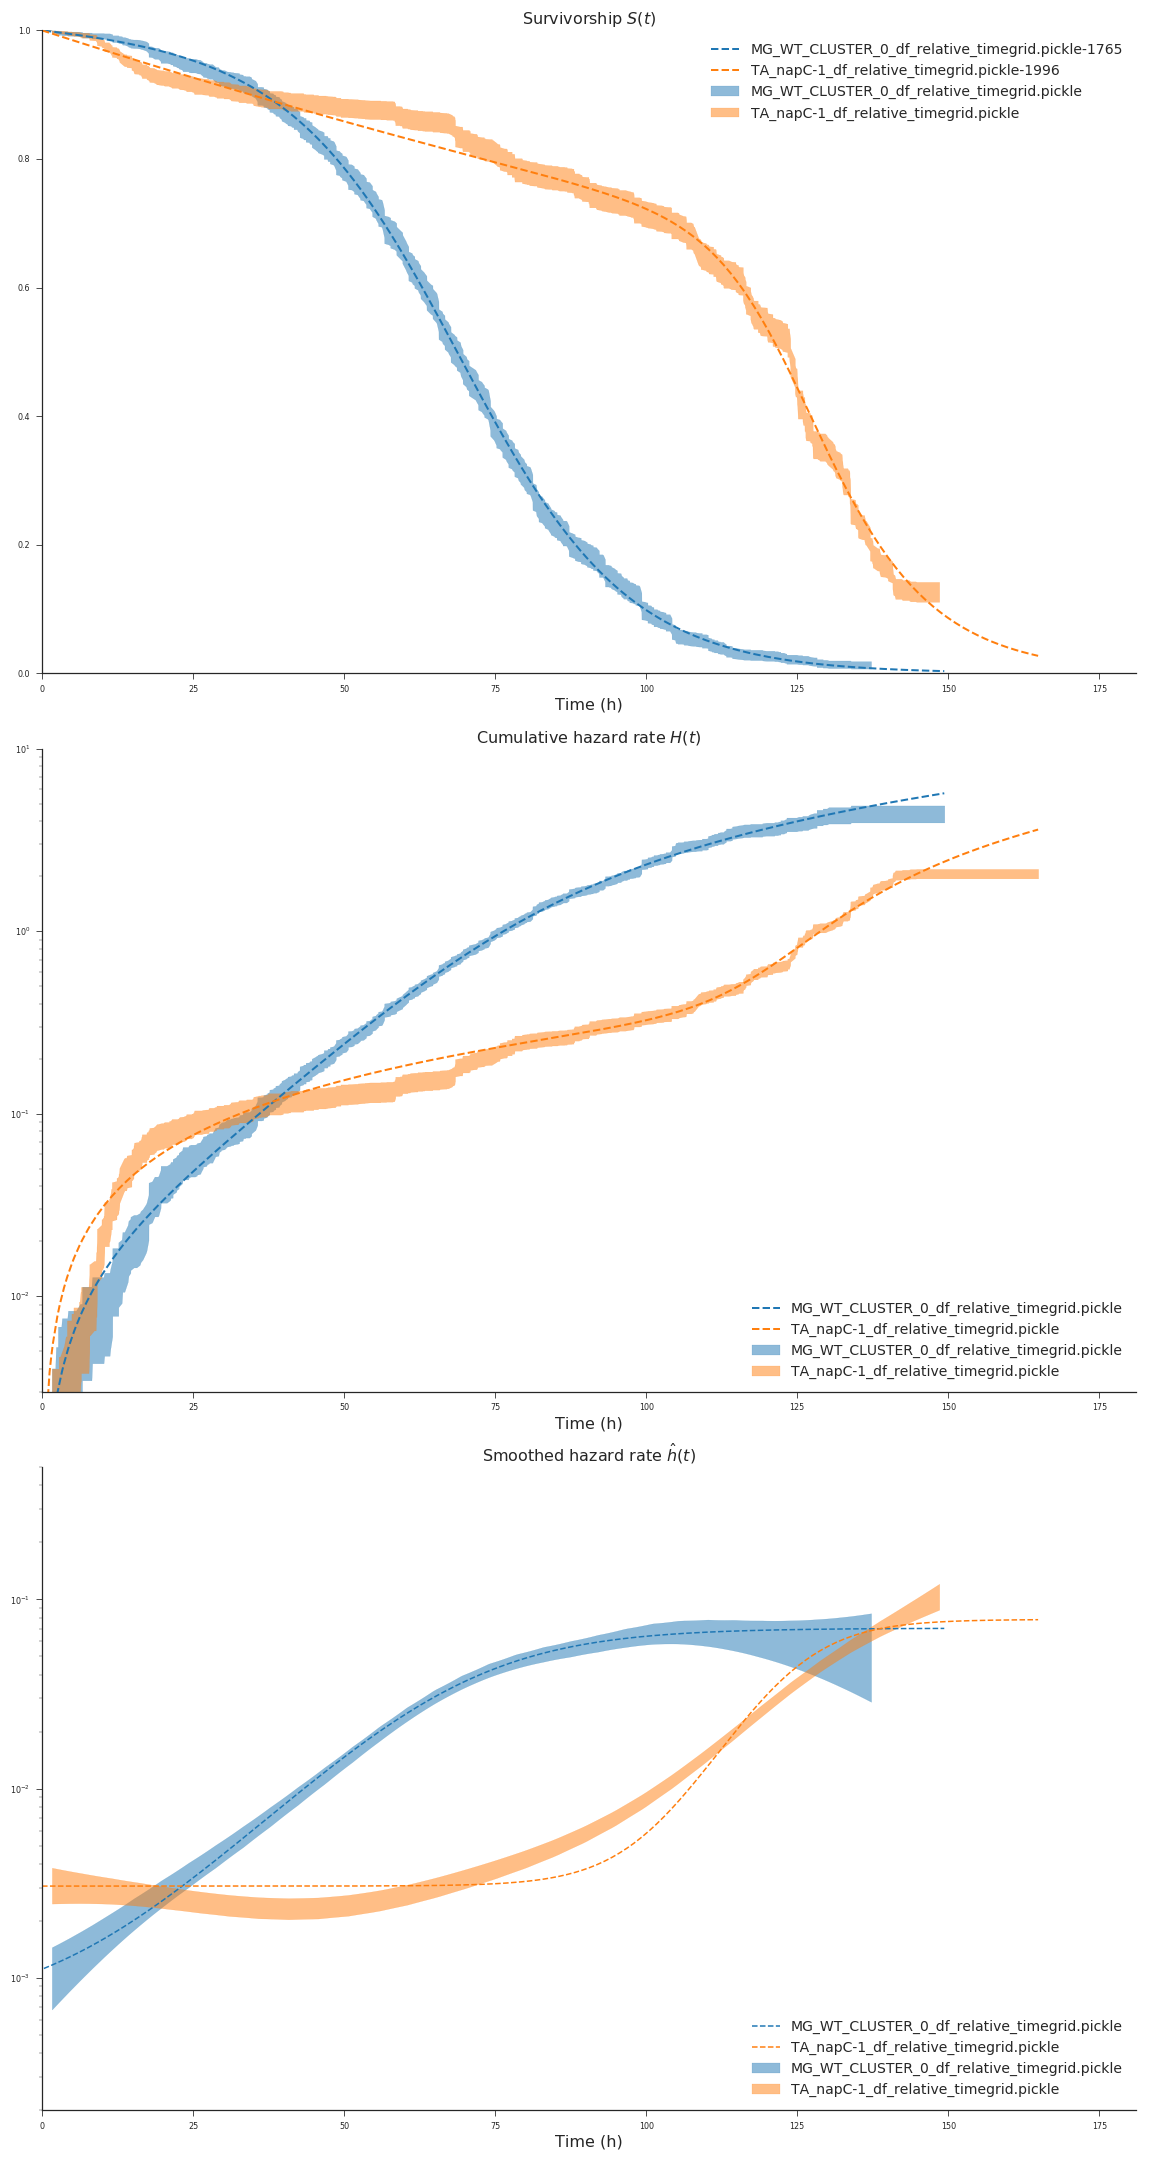 Survivorship S(t)
1.0
0.8
0.6
0.4
0.2
0.0
MG_WT_CLUSTER_0_df_relative_timegrid.pickle-1765
TA_napC-1_df_relative_timegrid.pickle-1996
MG_WT_CLUSTER_0_df_relative_timegrid.pickle
TA_napC-1_df_relative_timegrid.pickle
0 25 50 75 100 125 150 175
Time (h)
Cumulative hazard rate H(t)
10¹
10⁰
10⁻¹
10⁻²
MG_WT_CLUSTER_0_df_relative_timegrid.pickle
TA_napC-1_df_relative_timegrid.pickle
MG_WT_CLUSTER_0_df_relative_timegrid.pickle
TA_napC-1_df_relative_timegrid.pickle
0 25 50 75 100 125 150 175
Time (h)
Smoothed hazard rate ĥ(t)
10⁻¹
10⁻²
10⁻³
MG_WT_CLUSTER_0_df_relative_timegrid.pickle
TA_napC-1_df_relative_timegrid.pickle
MG_WT_CLUSTER_0_df_relative_timegrid.pickle
TA_napC-1_df_relative_timegrid.pickle
0 25 50 75 100 125 150 175
Time (h)